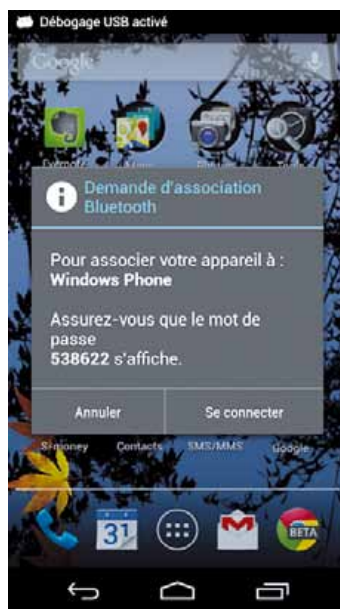 Débogage USB activé
Google
Demande d'association
Bluetooth
Pour associer votre appareil à :
Windows Phone
Assurez-vous que le mot de
passe
538622 s'affiche.
Annuler
Se connecter
Contacts
SMS/MMS
Google
31
BETA